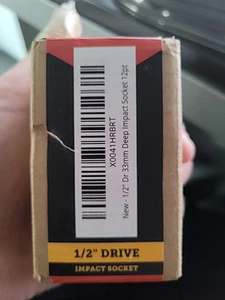 X0041HRBRT
New - 1/2" Dr 33mm Deep Impact Socket 12pt
1/2" DRIVE
IMPACT SOCKET